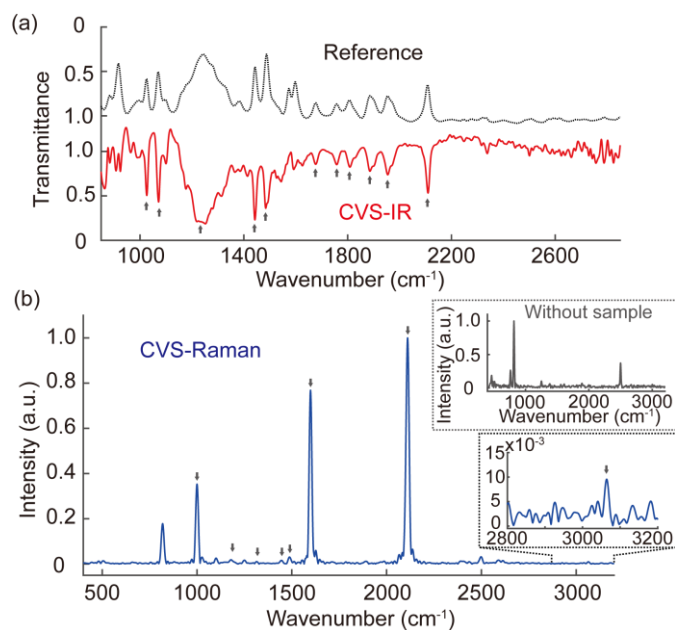 (a)
0
0.5
1.0
1.0
0.5
0
Transmittance
Reference
CVS-IR
1000 1400 1800 2200 2600
Wavenumber (cm⁻¹)
(b)
CVS-Raman
1.0
0.8
0.6
0.4
0.2
0
Intensity (a.u.)
500 1000 1500 2000 2500 3000
Wavenumber (cm⁻¹)
Without sample
1.0
0.5
0
Intensity (a.u.)
1000 2000 3000
Wavenumber (cm⁻¹)
15 x10⁻³
10
5
0
2800 3000 3200